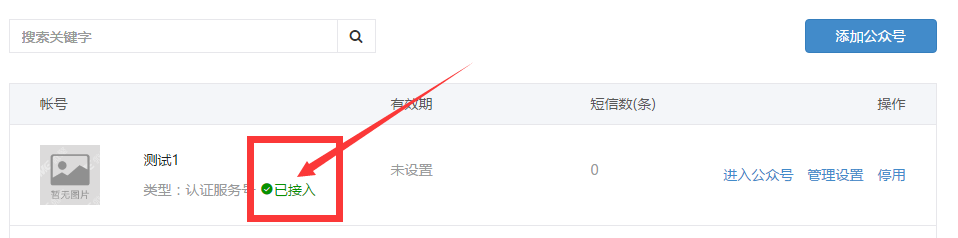 搜索关键字
添加公众号
帐号 有效期 短信数(条) 操作
暂无图片
测试1
类型：认证服务号 已接入
未设置 0 进入公众号 管理设置 停用